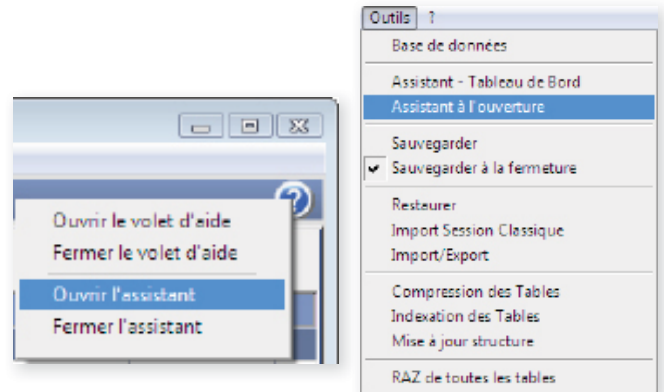 Ouvrir le volet d'aide
Fermer le volet d'aide
Ouvrir l'assistant
Fermer l'assistant
Outils ?
Base de données
Assistant - Tableau de Bord
Assistant à l'ouverture
Sauvegarder
Sauvegarder à la fermeture
Restaurer
Import Session Classique
Import/Export
Compression des Tables
Indexation des Tables
Mise à jour structure
RAZ de toutes les tables